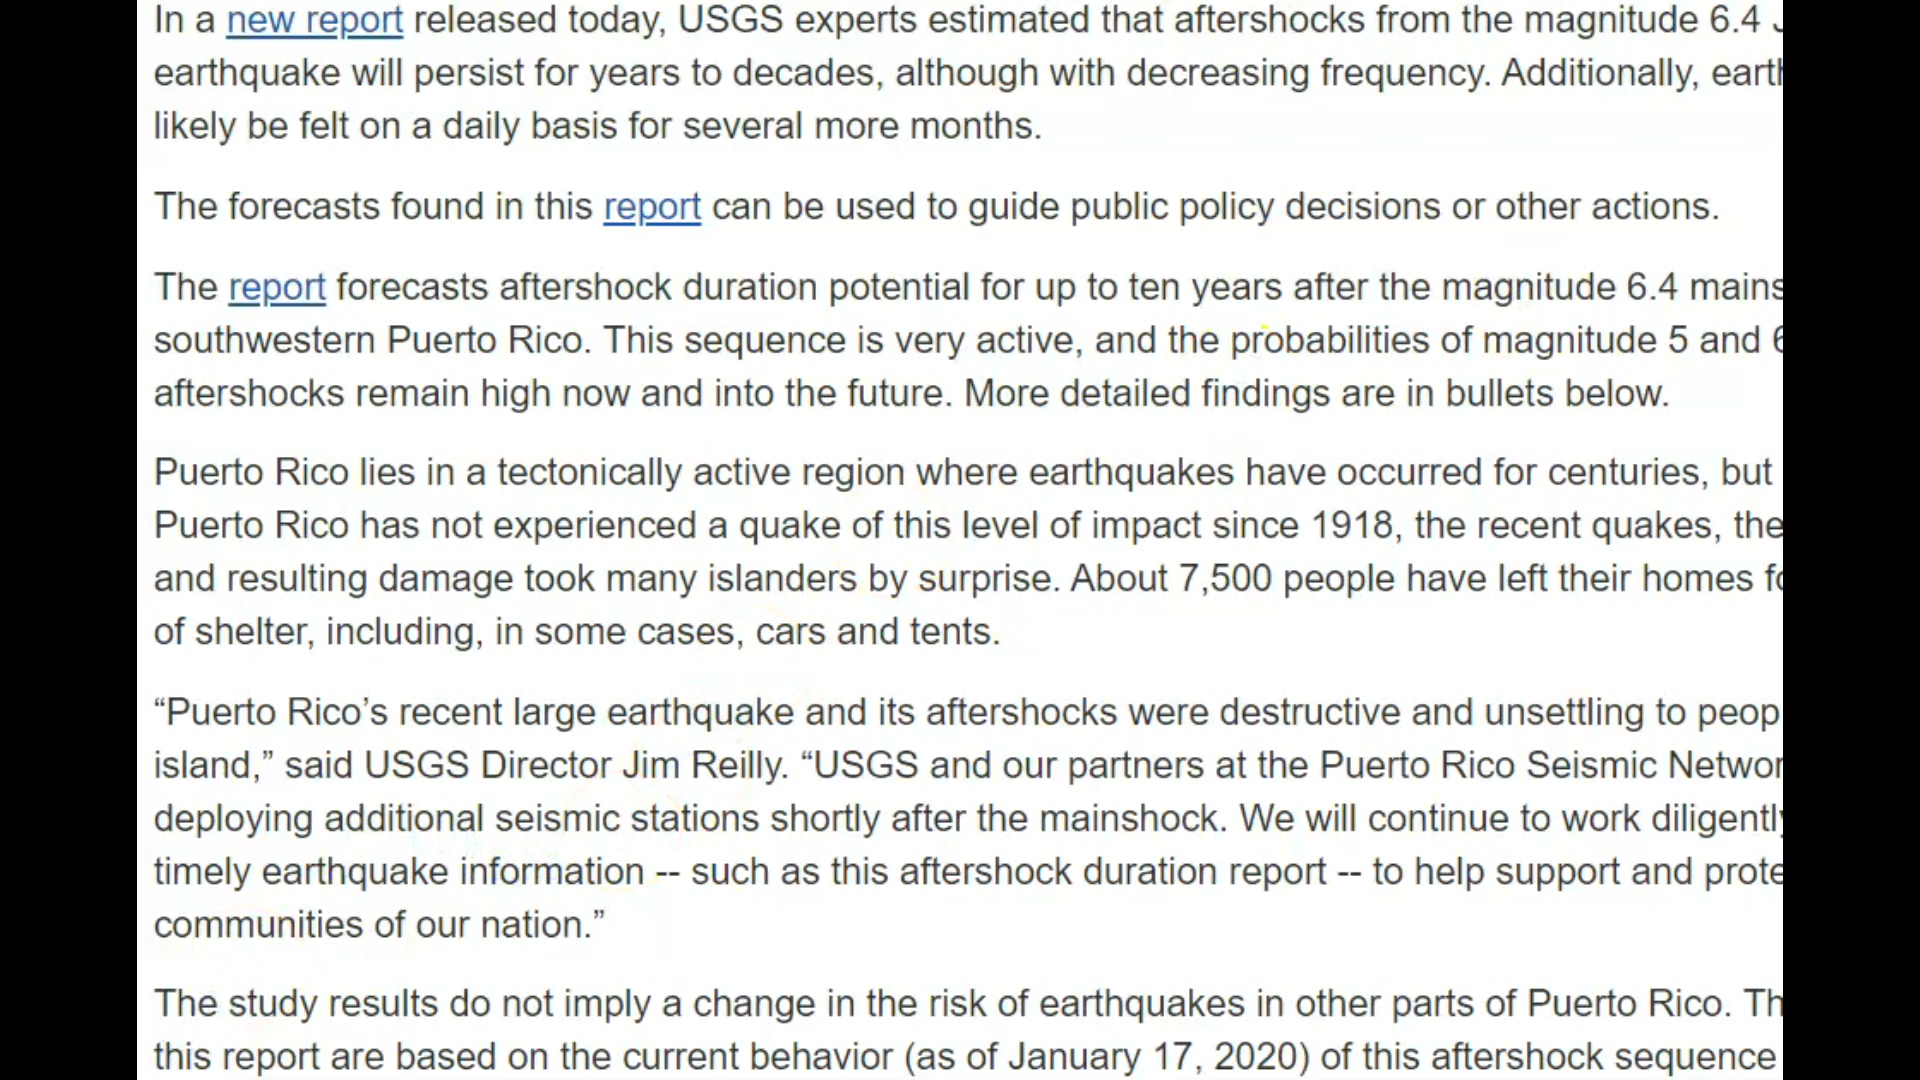 In a new report released today, USGS experts estimated that aftershocks from the magnitude 6.4
earthquake will persist for years to decades, although with decreasing frequency. Additionally,
likely be felt on a daily basis for several more months.
The forecasts found in this report can be used to guide public policy decisions or other actions.
The report forecasts aftershock duration potential for up to ten years after the magnitude 6.4
southwestern Puerto Rico. This sequence is very active, and the probabilities of magnitude 5 and
aftershocks remain high now and into the future. More detailed findings are in bullets below.
Puerto Rico lies in a tectonically active region where earthquakes have occurred for centuries, but
Puerto Rico has not experienced a quake of this level of impact since 1918, the recent quakes, the
and resulting damage took many islanders by surprise. About 7,500 people have left their homes
of shelter, including, in some cases, cars and tents.
“Puerto Rico’s recent large earthquake and its aftershocks were destructive and unsettling to
island,” said USGS Director Jim Reilly. “USGS and our partners at the Puerto Rico Seismic
deploying additional seismic stations shortly after the mainshock. We will continue to work
timely earthquake information -- such as this aftershock duration report -- to help support and
communities of our nation.”
The study results do not imply a change in the risk of earthquakes in other parts of Puerto Rico.
this report are based on the current behavior (as of January 17, 2020) of this aftershock sequence